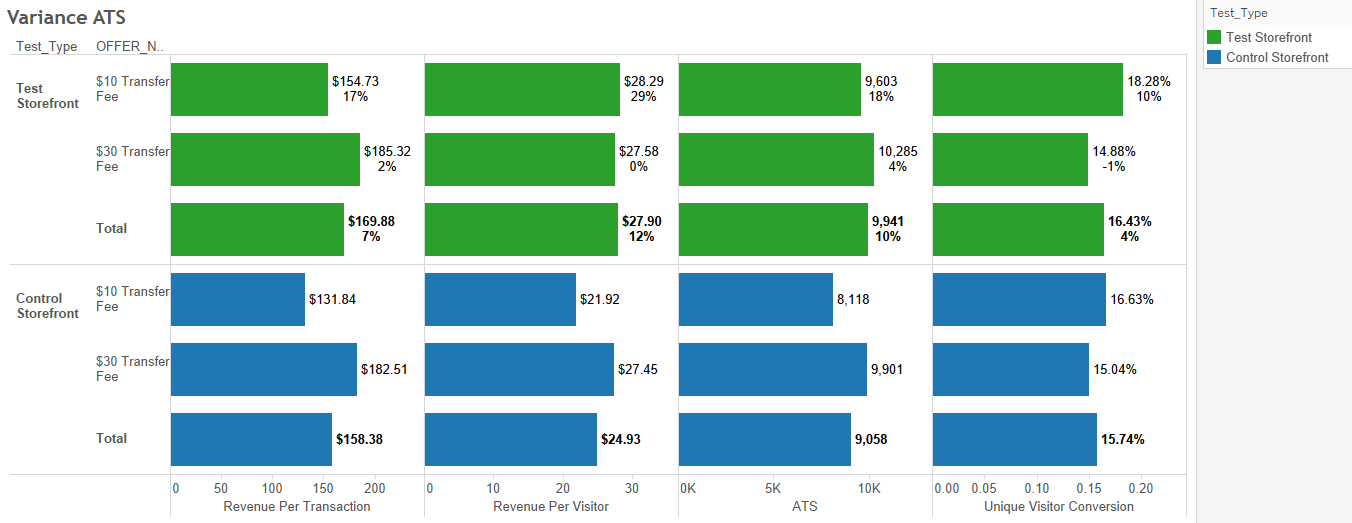 Variance ATS
Test_Type
OFFER_N..
Test
Storefront
$10 Transfer
Fee
$154.73
17%
$28.29
29%
9,603
18%
18.28%
10%
$30 Transfer
Fee
$185.32
2%
$27.58
0%
10,285
4%
14.88%
-1%
Total
$169.88
7%
$27.90
12%
9,941
10%
16.43%
4%
Control
Storefront
$10 Transfer
Fee
$131.84
$21.92
8,118
16.63%
$30 Transfer
Fee
$182.51
$27.45
9,901
15.04%
Total
$158.38
$24.93
9,058
15.74%
0 50 100 150 200
0 10 20 30
0K 5K 10K
0.00 0.05 0.10 0.15 0.20
Revenue Per Transaction
Revenue Per Visitor
ATS
Unique Visitor Conversion
Test_Type
Test Storefront
Control Storefront